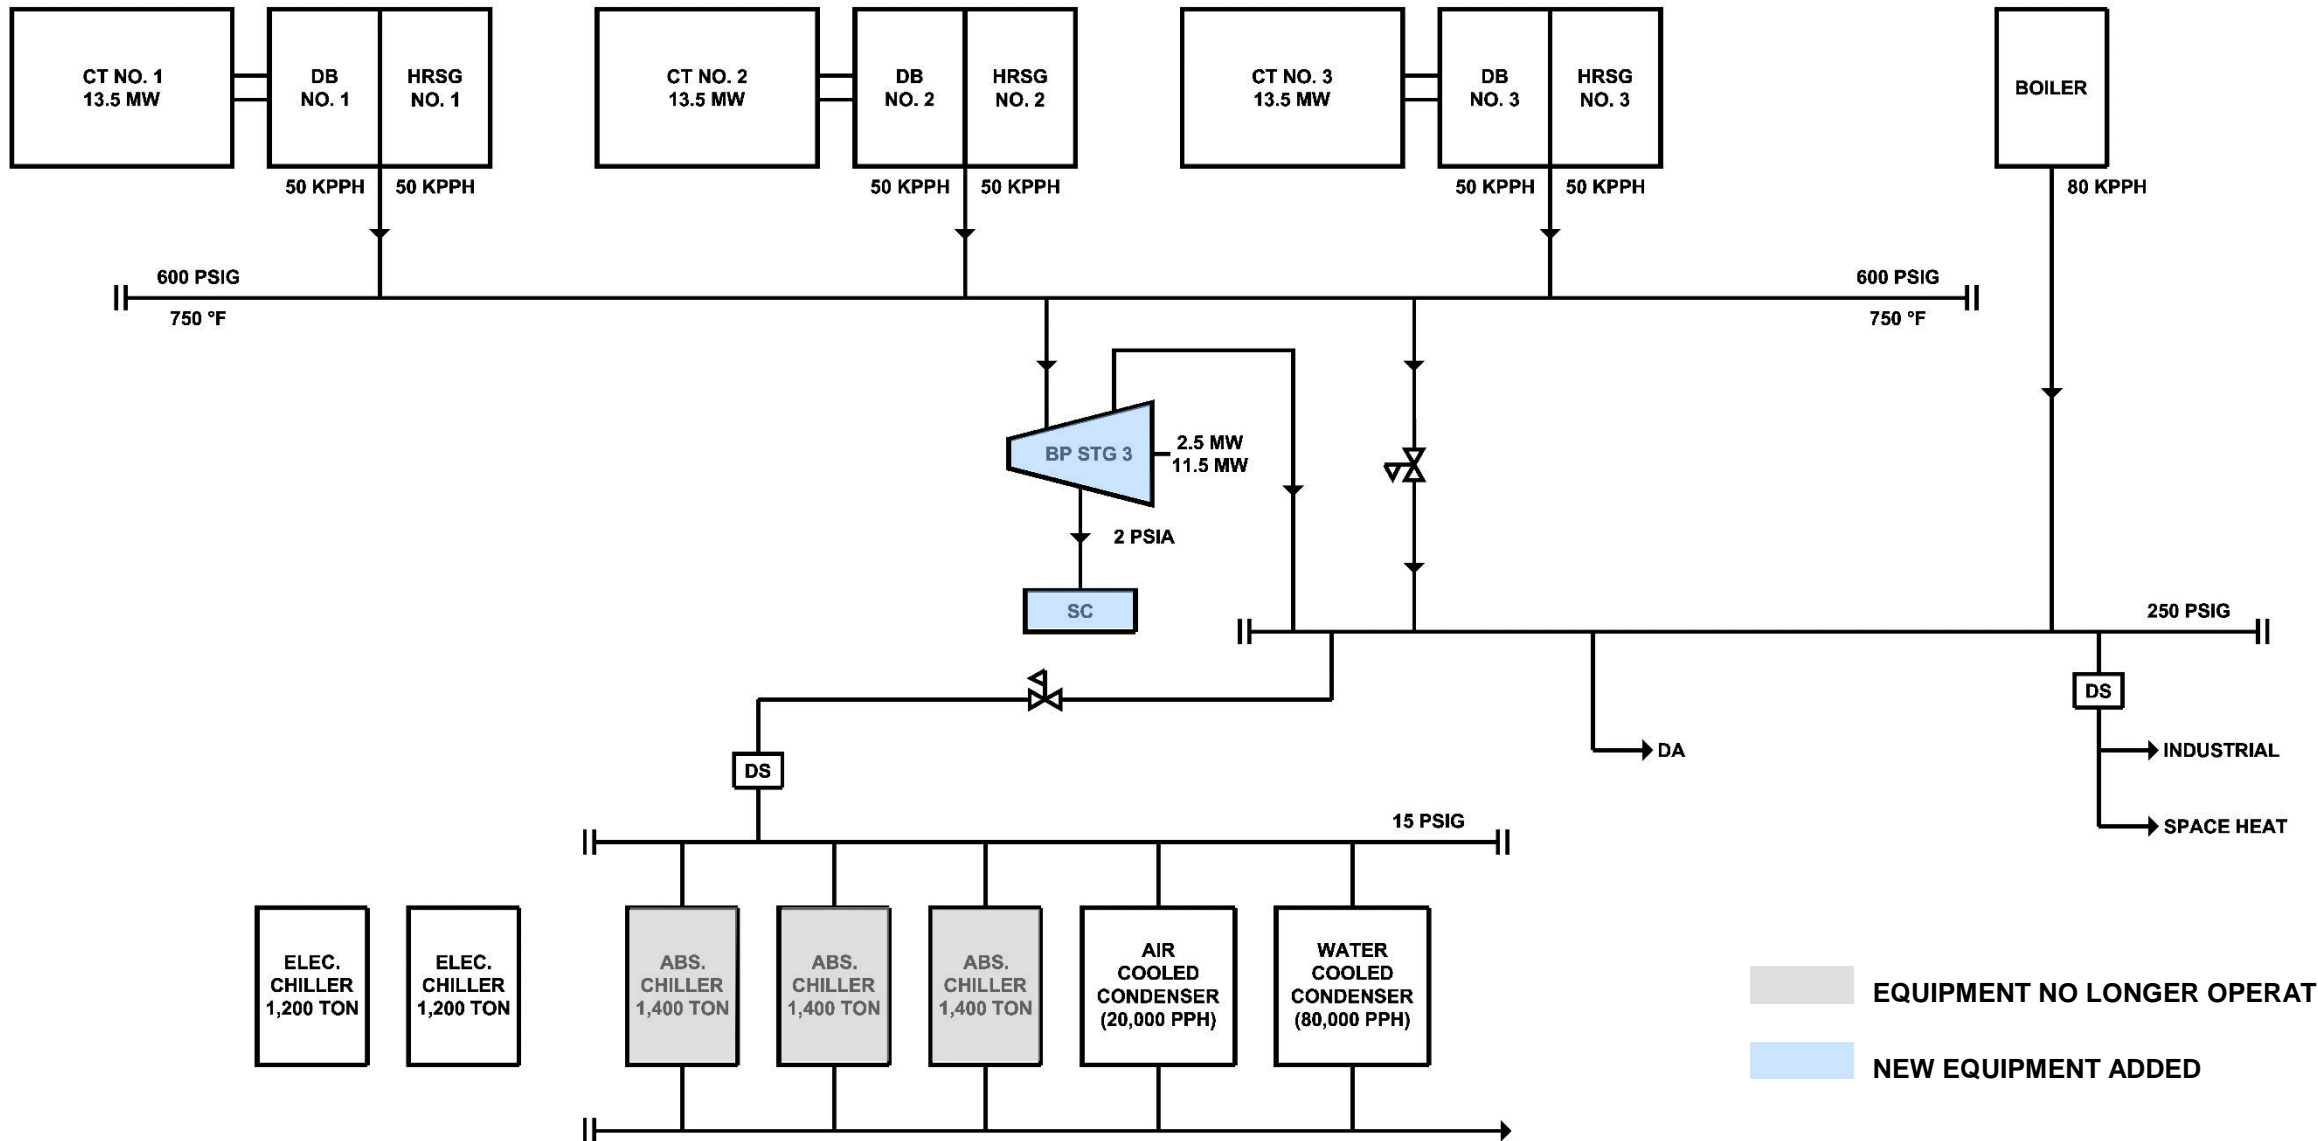 CT NO. 1
13.5 MW
DB
NO. 1
HRSG
NO. 1
CT NO. 2
13.5 MW
DB
NO. 2
HRSG
NO. 2
CT NO. 3
13.5 MW
DB
NO. 3
HRSG
NO. 3
BOILER
50 KPPH
50 KPPH
50 KPPH
50 KPPH
50 KPPH
50 KPPH
80 KPPH
600 PSIG
750 °F
600 PSIG
750 °F
BP STG 3
2.5 MW
11.5 MW
2 PSIA
SC
250 PSIG
DS
DA
INDUSTRIAL
SPACE HEAT
DS
15 PSIG
ELEC.
CHILLER
1,200 TON
ELEC.
CHILLER
1,200 TON
ABS.
CHILLER
1,400 TON
ABS.
CHILLER
1,400 TON
ABS.
CHILLER
1,400 TON
AIR
COOLED
CONDENSER
(20,000 PPH)
WATER
COOLED
CONDENSER
(80,000 PPH)
EQUIPMENT NO LONGER OPERAT
NEW EQUIPMENT ADDED